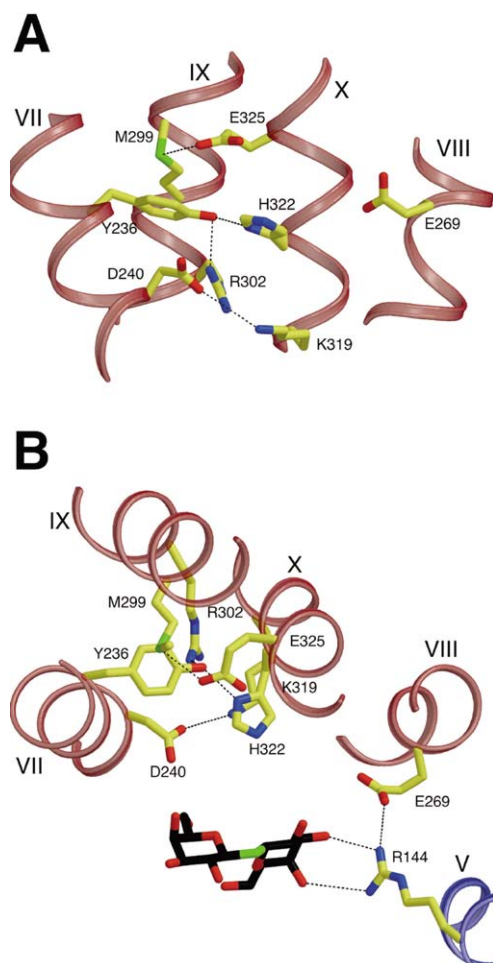 A
IX
X
VII
M299
E325
VIII
Y236
H322
E269
D240
R302
K319
B
IX
X
M299
R302
E325
VIII
Y236
K319
VII
D240
H322
E269
R144
V